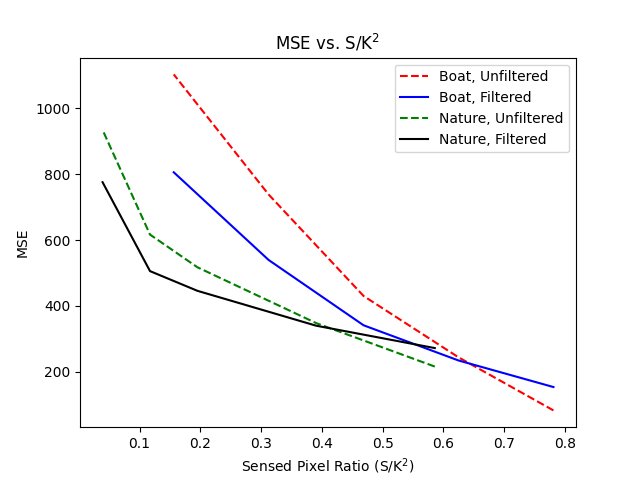 MSE vs. S/K²
Boat, Unfiltered
Boat, Filtered
Nature, Unfiltered
Nature, Filtered
MSE
1000
800
600
400
200
0.1 0.2 0.3 0.4 0.5 0.6 0.7 0.8
Sensed Pixel Ratio (S/K²)